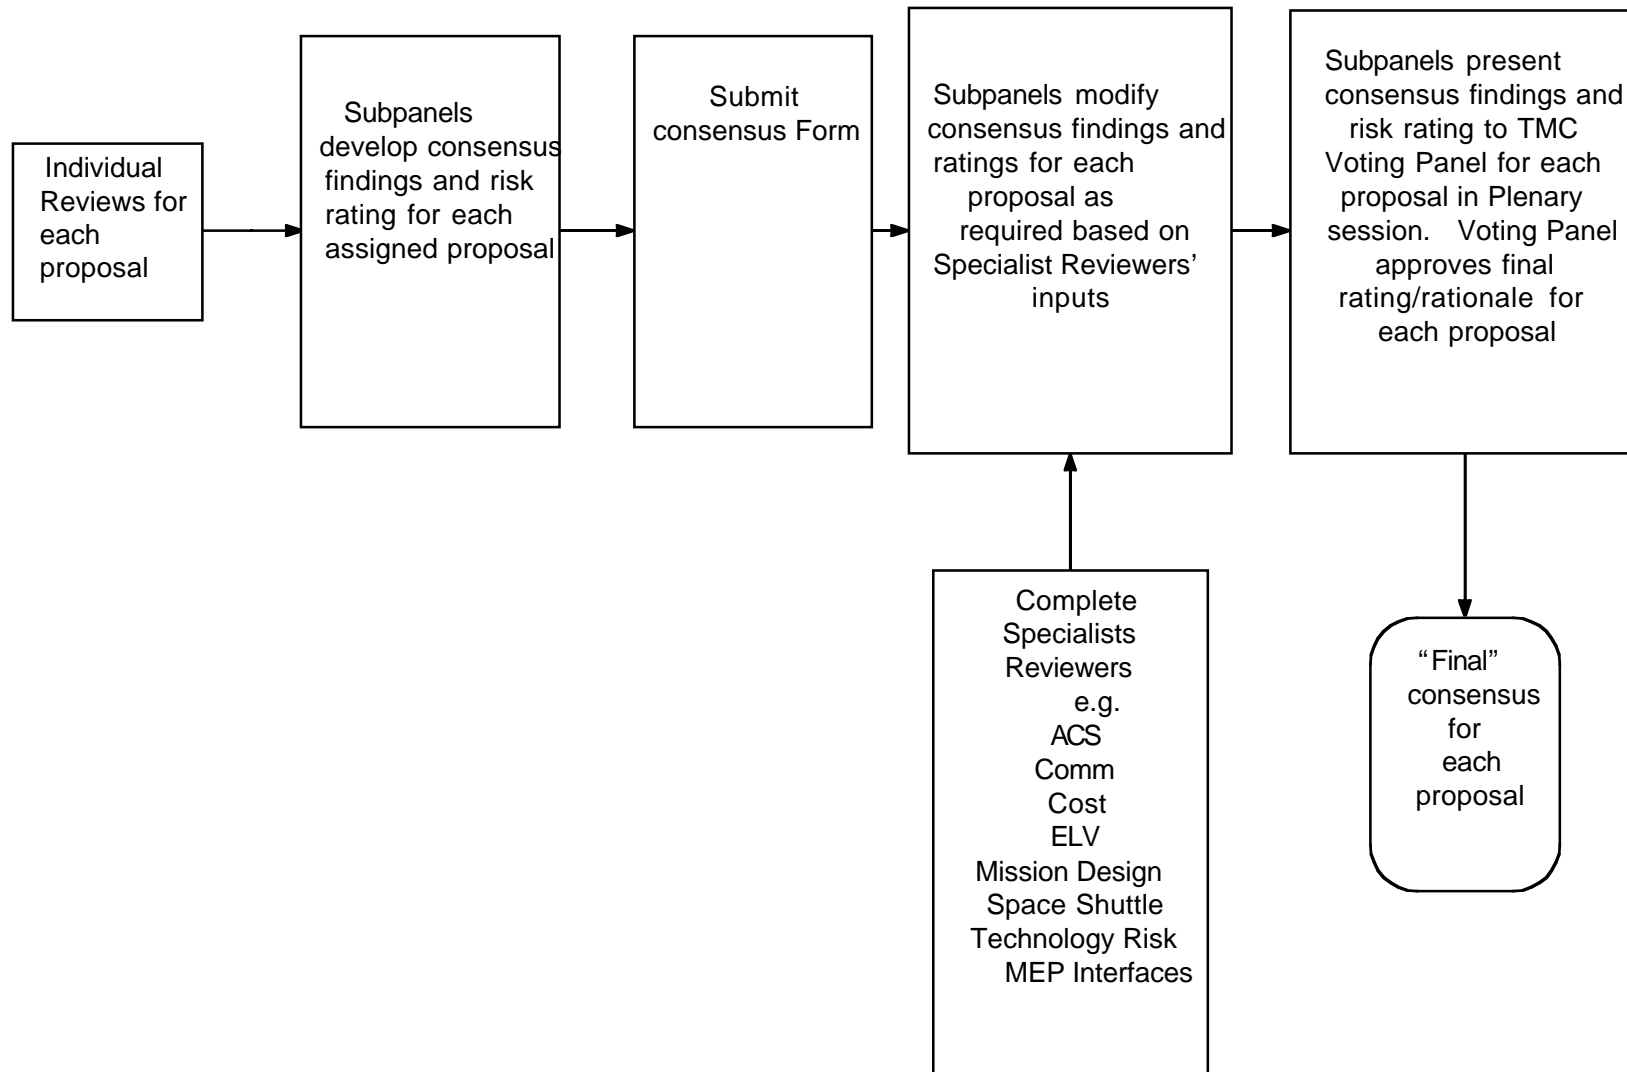 Individual
Reviews for
each
proposal
Subpanels
develop consensus
findings and risk
rating for each
assigned proposal
Submit
consensus Form
Subpanels modify
consensus findings and
ratings for each
proposal as
required based on
Specialist Reviewers’
inputs
Subpanels present
consensus findings and
risk rating to TMC
Voting Panel for each
proposal in Plenary
session. Voting Panel
approves final
rating/rationale for
each proposal
Complete
Specialists
Reviewers
e.g.
ACS
Comm
Cost
ELV
Mission Design
Space Shuttle
Technology Risk
MEP Interfaces
“Final”
consensus
for
each
proposal